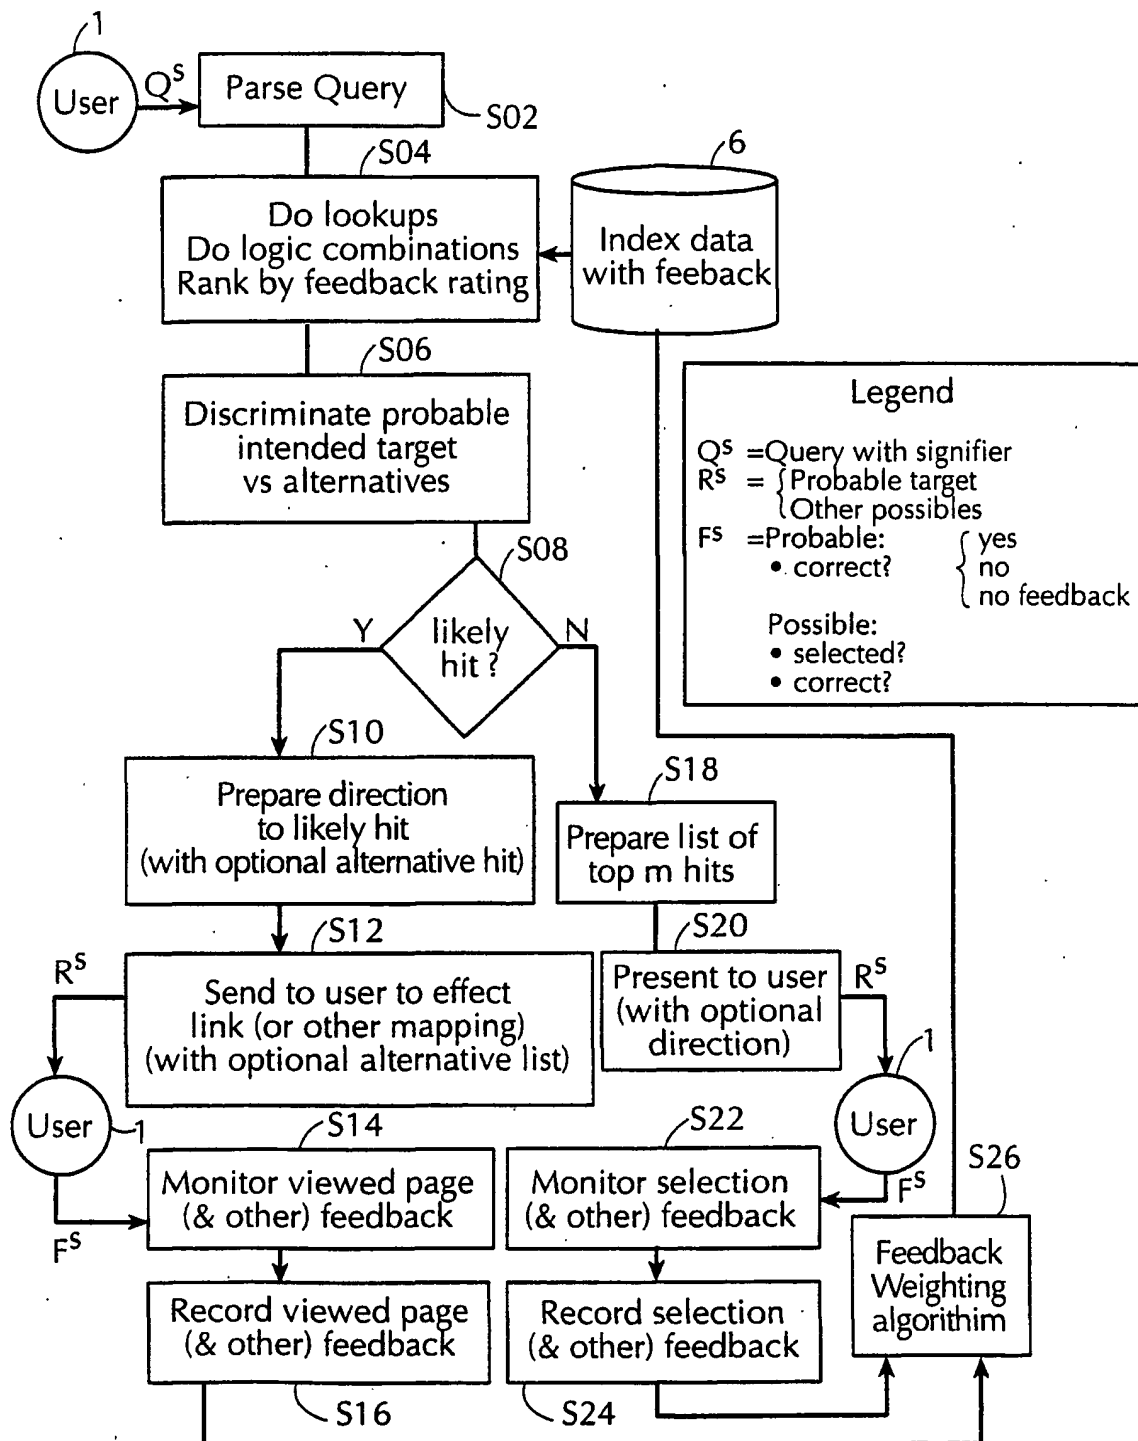 1
User
Qs
Parse Query
S02
S04
Do lookups
Do logic combinations
Rank by feedback rating
6
Index data
with feeback
S06
Discriminate probable
intended target
vs alternatives
Legend
Qs =Query with signifier
Rs = Probable target
Other possibles
Fs =Probable: yes
• correct? no
no feedback
Possible:
• selected?
• correct?
S08
likely
hit ?
Y
N
S10
Prepare direction
to likely hit
(with optional alternative hit)
S18
Prepare list of
top m hits
S12
Rs
Send to user to effect
link (or other mapping)
(with optional alternative list)
S20
Present to user
(with optional
direction)
Rs
User
1
1
User
Fs
S14
Monitor viewed page
(& other) feedback
S22
Monitor selection
(& other) feedback
Fs
S26
Feedback
Weighting
algorithim
Record viewed page
(& other) feedback
S16
Record selection
(& other) feedback
S24